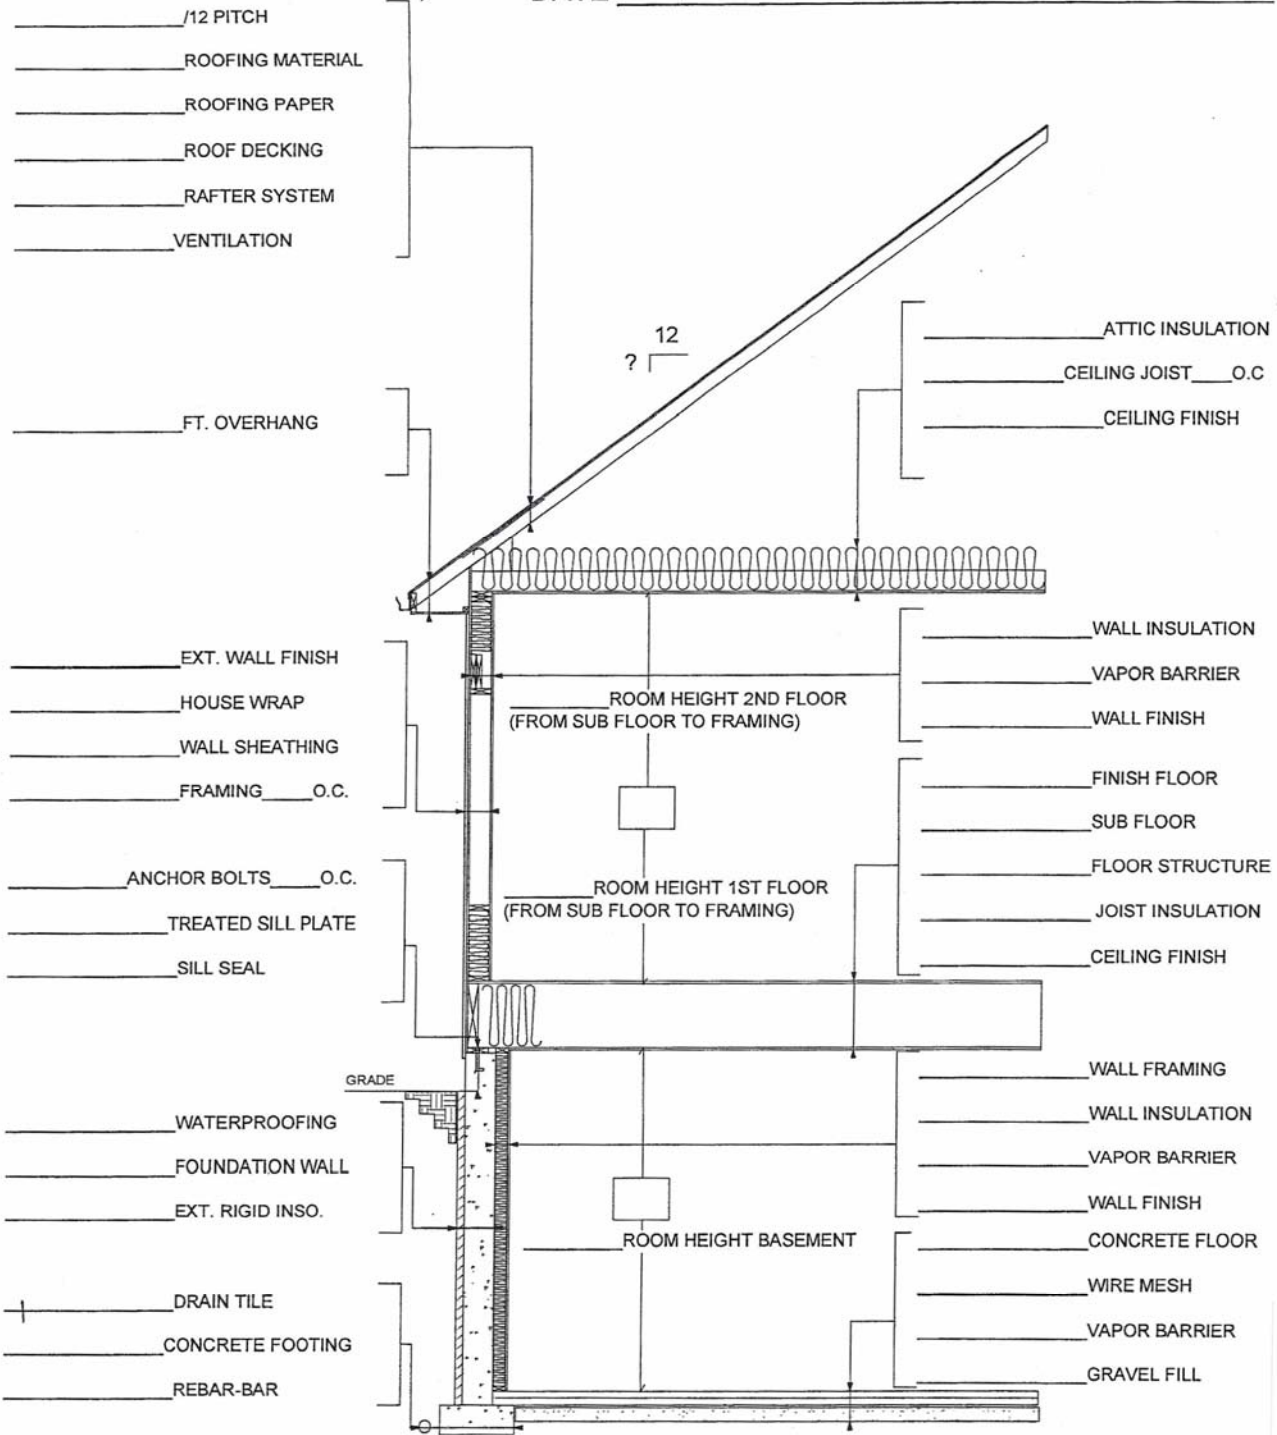 /12 PITCH
ROOFING MATERIAL
ROOFING PAPER
ROOF DECKING
RAFTER SYSTEM
VENTILATION
12
?
FT. OVERHANG
ATTIC INSULATION
CEILING JOIST____O.C
CEILING FINISH
EXT. WALL FINISH
HOUSE WRAP
WALL SHEATHING
FRAMING_____O.C.
ROOM HEIGHT 2ND FLOOR
(FROM SUB FLOOR TO FRAMING)
WALL INSULATION
VAPOR BARRIER
WALL FINISH
FINISH FLOOR
SUB FLOOR
FLOOR STRUCTURE
JOIST INSULATION
CEILING FINISH
ANCHOR BOLTS_____O.C.
TREATED SILL PLATE
SILL SEAL
ROOM HEIGHT 1ST FLOOR
(FROM SUB FLOOR TO FRAMING)
GRADE
WATERPROOFING
FOUNDATION WALL
EXT. RIGID INSO.
WALL FRAMING
WALL INSULATION
VAPOR BARRIER
WALL FINISH
ROOM HEIGHT BASEMENT
CONCRETE FLOOR
WIRE MESH
VAPOR BARRIER
GRAVEL FILL
DRAIN TILE
CONCRETE FOOTING
REBAR-BAR